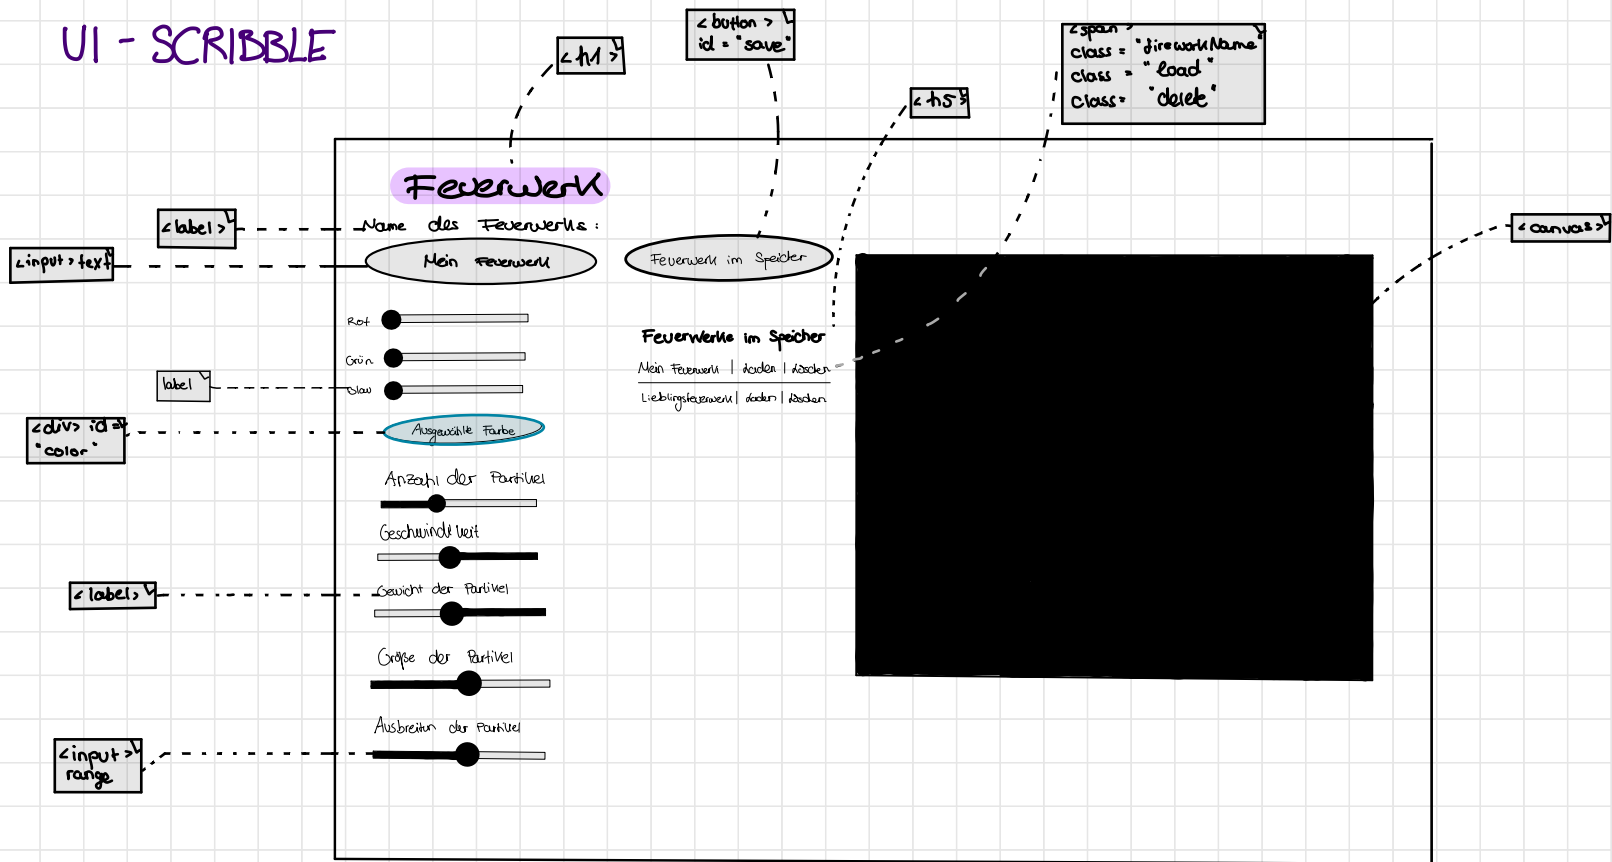 UI - SCRIBBLE
<h1>
<button>
id = "save"
<h5>
<span>
class = "fireworkName"
class = "load"
class= "delete"
Feuerwerk
<label>
Name des Feuerwerks:
<input> text
Mein Feuerwerk
Feuerwerk im Speicher
<canvas>
Rot
Grün
Blau
label
Feuerwerke im Speicher
Mein Feuerwerk | Laden | Löschen
Lieblingsfeuerwerk | Laden | Löschen
<div> id =
"color"
Ausgewählte Farbe
Anzahl der Partikel
Geschwindikeit
<label>
Gewicht der Partikel
Größe der Partikel
Ausbreitun der Partikel
<input>
range